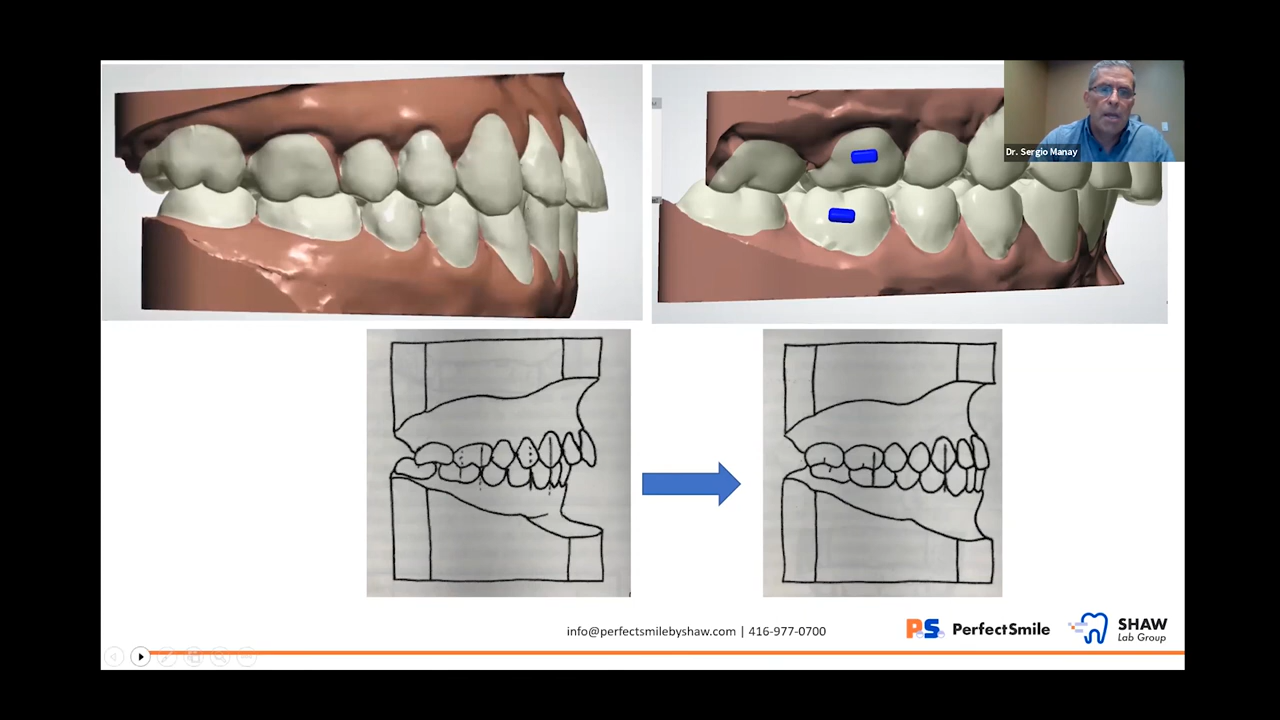 Dr. Sergio Manay
info@perfectsmilebyshaw.com | 416-977-0700
PS PerfectSmile
SHAW
Lab Group